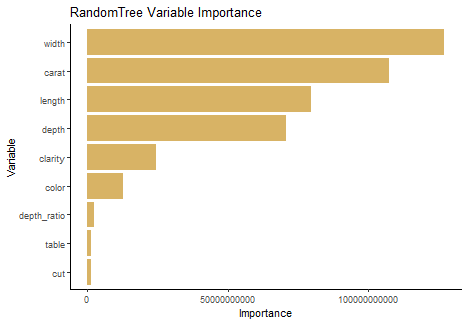 RandomTree Variable Importance
Variable
width
carat
length
depth
clarity
color
depth_ratio
table
cut
0 50000000000 100000000000
Importance